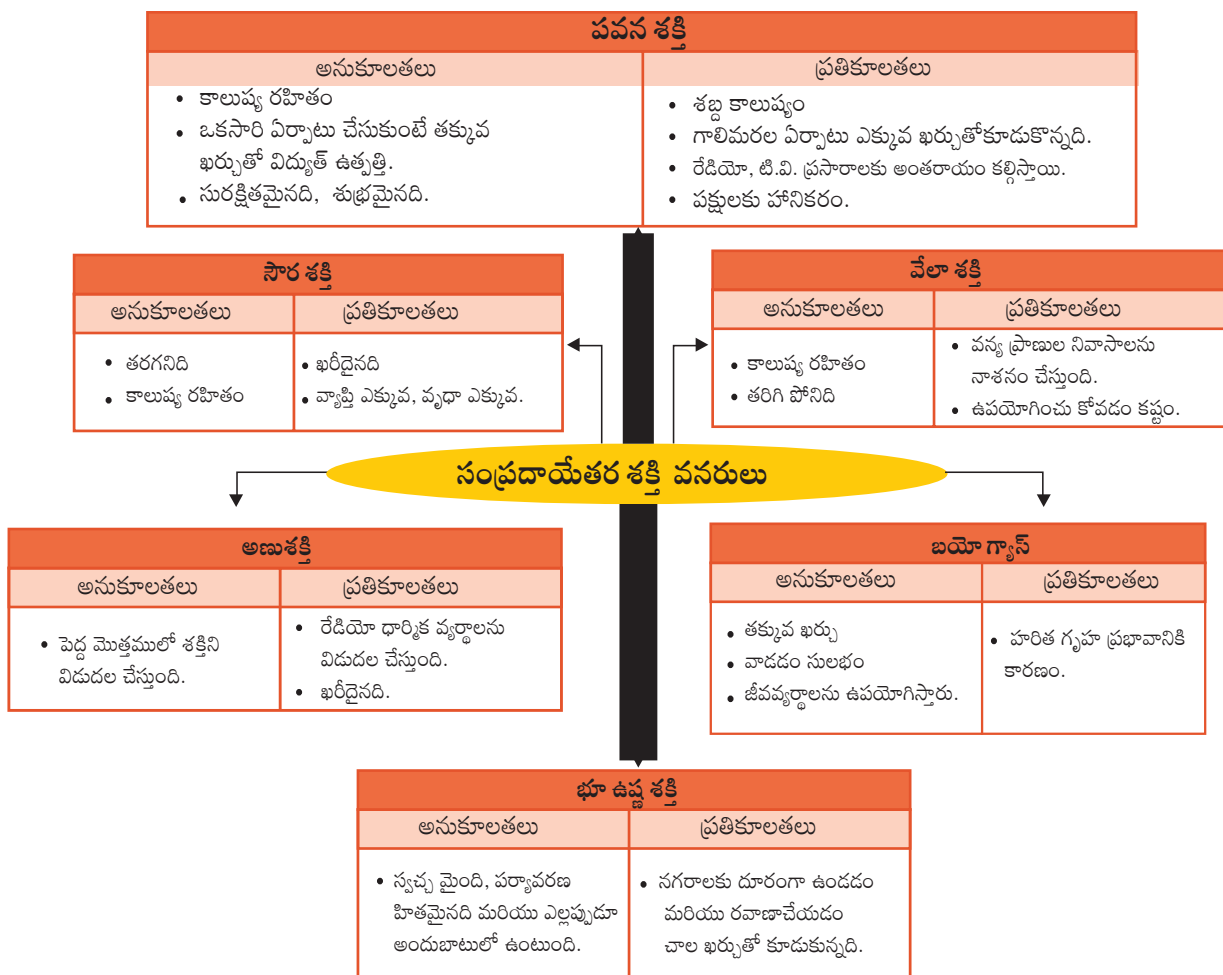 పవన శక్తి
అనుకూలతలు
ప్రతికూలతలు
• కాలుష్య రహితం
• ఒకసారి ఏర్పాటు చేసుకుంటే తక్కువ
ఖర్చుతో విద్యుత్ ఉత్పత్తి.
• సురక్షితమైనది, శుభ్రమైనది.
• శబ్ద కాలుష్యం
• గాలిమరల ఏర్పాటు ఎక్కువ ఖర్చుతోకూడుకొన్నది.
• రేడియో, టి.వి. ప్రసారాలకు అంతరాయం కల్గిస్తాయి.
• పక్షులకు హానికరం.
సౌర శక్తి
అనుకూలతలు
ప్రతికూలతలు
• తరగనిది
• కాలుష్య రహితం
• ఖరీదైనది
• వ్యాప్తి ఎక్కువ, వృధా ఎక్కువ.
వేలా శక్తి
అనుకూలతలు
ప్రతికూలతలు
• కాలుష్య రహితం
• తరిగి పోనిది
• వన్య ప్రాణుల నివాసాలను
నాశనం చేస్తుంది.
• ఉపయోగించు కోవడం కష్టం.
సంప్రదాయేతర శక్తి వనరులు
అణుశక్తి
అనుకూలతలు
ప్రతికూలతలు
• పెద్ద మొత్తములో శక్తిని
విడుదల చేస్తుంది.
• రేడియో ధార్మిక వ్యర్థాలను
విడుదల చేస్తుంది.
• ఖరీదైనది.
బయో గ్యాస్
అనుకూలతలు
ప్రతికూలతలు
• తక్కువ ఖర్చు
• వాడడం సులభం
• జీవవ్యర్థాలను ఉపయోగిస్తారు.
• హరిత గృహ ప్రభావానికి
కారణం.
భూ ఉష్ణ శక్తి
అనుకూలతలు
ప్రతికూలతలు
• స్వచ్చ మైంది, పర్యావరణ
హితమైనది మరియు ఎల్లప్పుడూ
అందుబాటులో ఉంటుంది.
• నగరాలకు దూరంగా ఉండడం
మరియు రవాణాచేయడం
చాల ఖర్చుతో కూడుకున్నది.